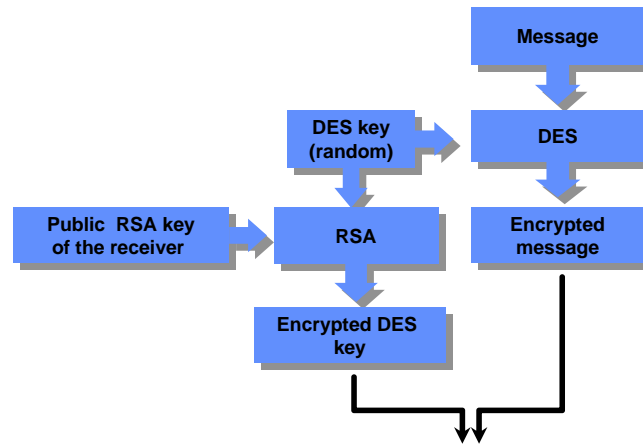 Message
DES key
(random)
DES
Public RSA key
of the receiver
RSA
Encrypted
message
Encrypted DES
key